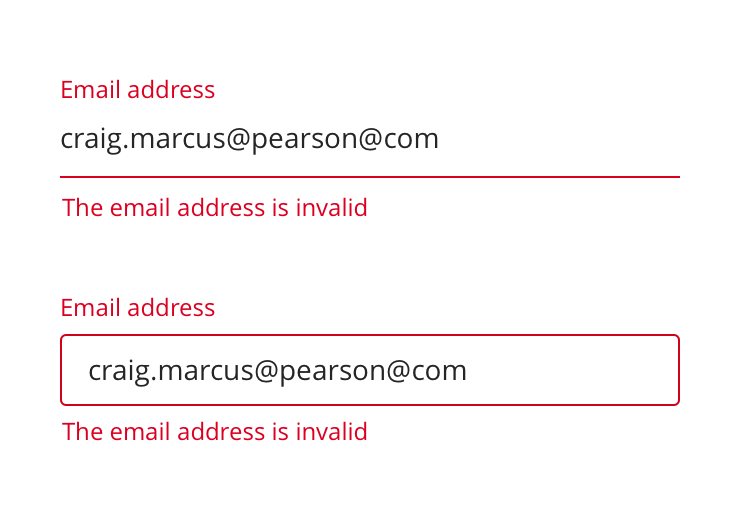 Email address
craig.marcus@pearson@com
The email address is invalid
Email address
craig.marcus@pearson@com
The email address is invalid